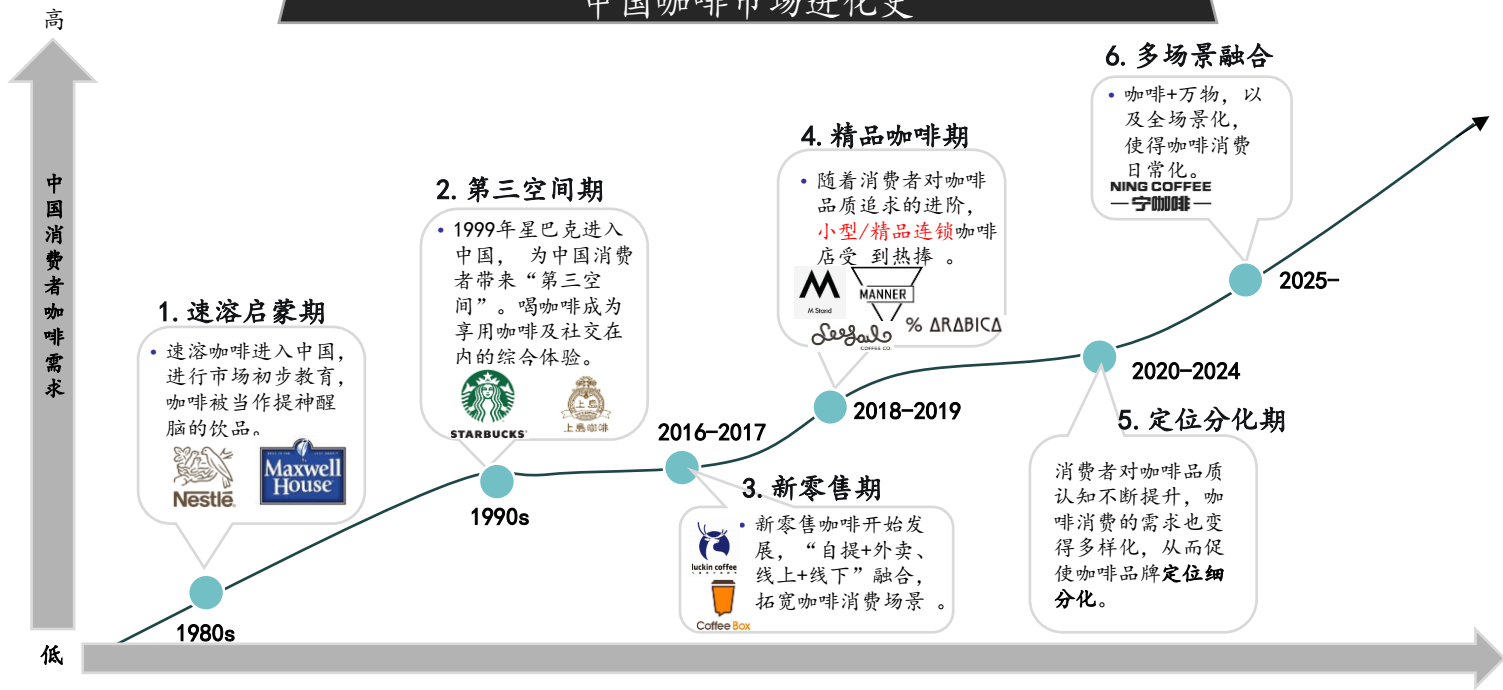 中国咖啡市场进化史
高
中国消费者咖啡需求
低
1. 速溶启蒙期
• 速溶咖啡进入中国，
进行市场初步教育，
咖啡被当作提神醒
脑的饮品。
Nestlé
Maxwell
House
1980s
2. 第三空间期
• 1999年星巴克进入
中国， 为中国消费
者带来“第三空
间”。喝咖啡成为
享用咖啡及社交在
内的综合体验。
STARBUCKS
上岛
上岛咖啡
1990s
2016-2017
3. 新零售期
• 新零售咖啡开始发
展，“自提+外卖、
线上+线下”融合，
拓宽咖啡消费场景 。
luckin coffee
Coffee Box
4. 精品咖啡期
• 随着消费者对咖啡
品质追求的进阶，
小型/精品连锁咖啡
店受 到热捧 。
M
M Stand
MANNER
Seesaw
COFFEE CO.
% ARABICA
2018-2019
2020-2024
5. 定位分化期
消费者对咖啡品质
认知不断提升，咖
啡消费的需求也变
得多样化，从而促
使咖啡品牌定位细
分化。
6. 多场景融合
• 咖啡+万物，以
及全场景化，
使得咖啡消费
日常化。
NING COFFEE
—宁咖啡—
2025-